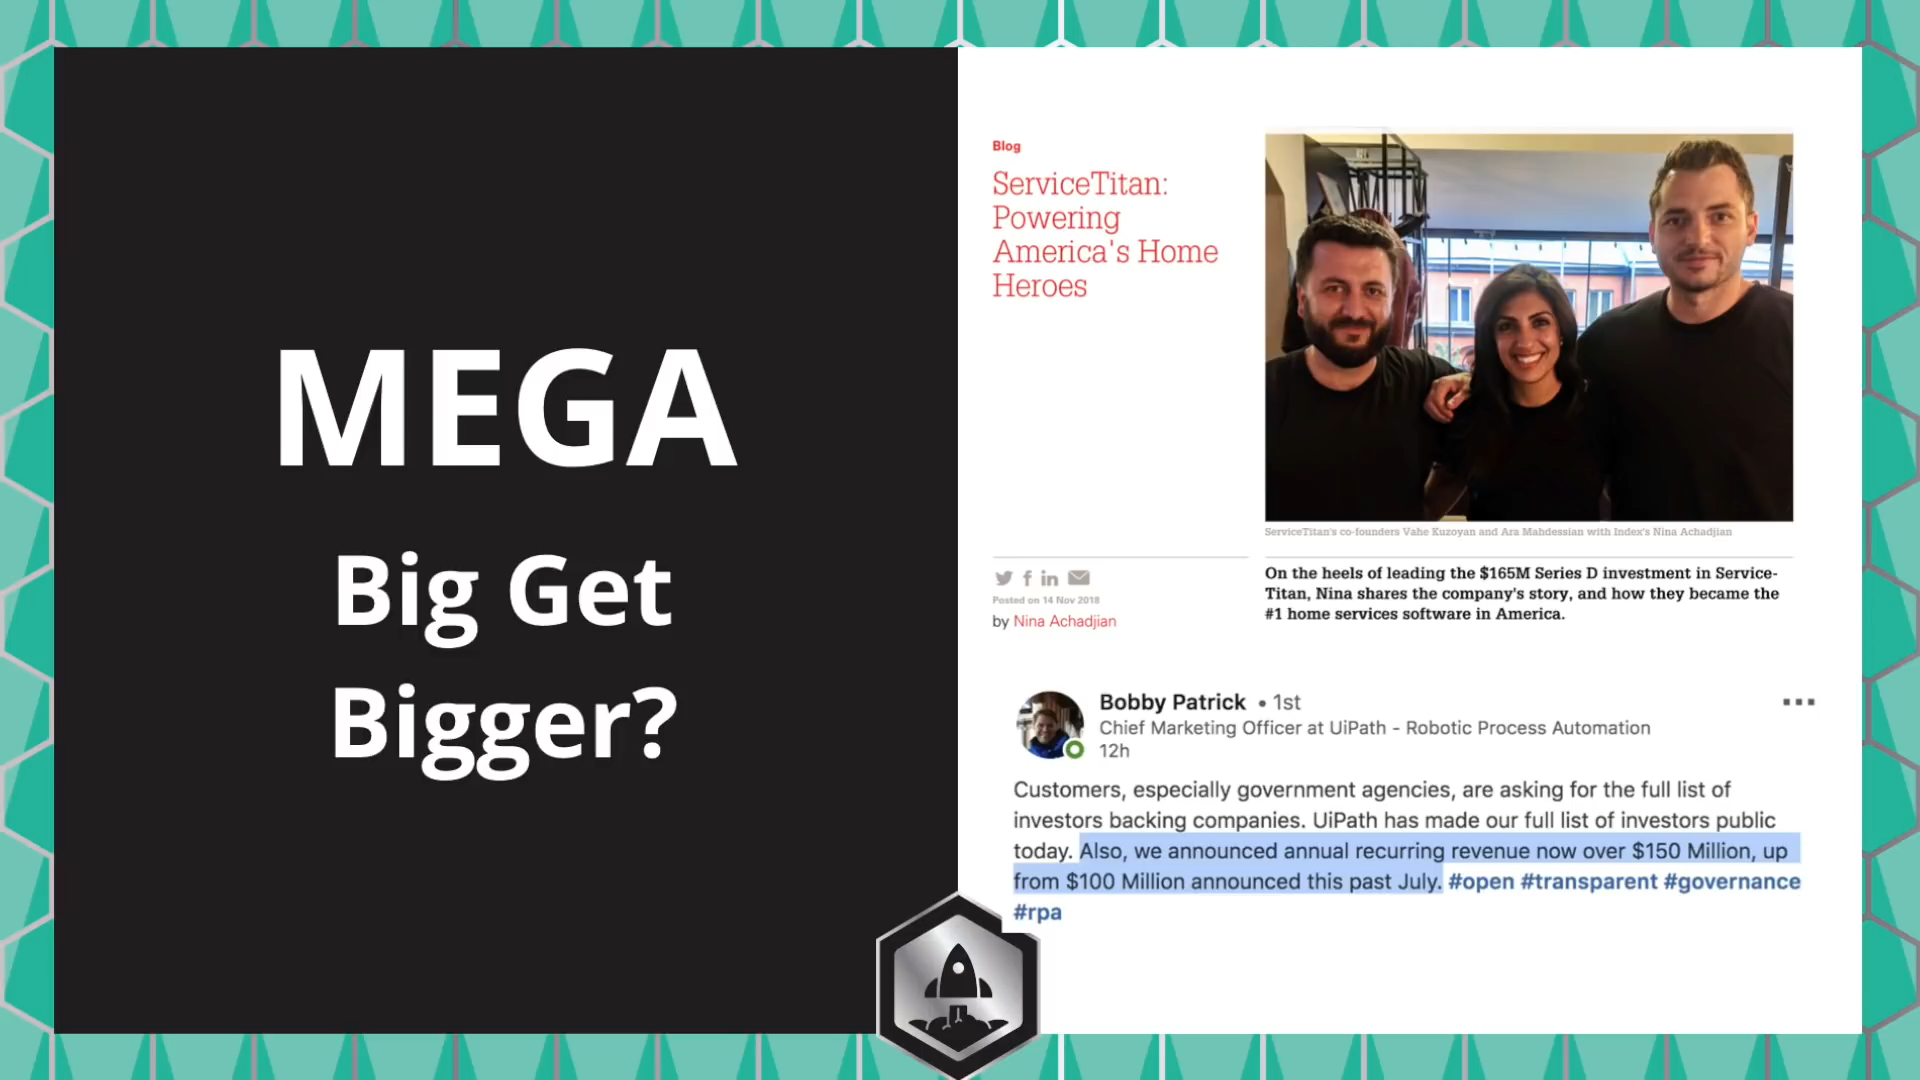 MEGA
Big Get
Bigger?
Blog
ServiceTitan:
Powering
America's Home
Heroes
ServiceTitan's co-founders Vahe Kuzoyan and Ara Mahdessian with Index's Nina Achadjian
Posted on 14 Nov 2018
by Nina Achadjian
On the heels of leading the $165M Series D investment in Service-
Titan, Nina shares the company's story, and how they became the
#1 home services software in America.
Bobby Patrick • 1st
Chief Marketing Officer at UiPath - Robotic Process Automation
12h
Customers, especially government agencies, are asking for the full list of
investors backing companies. UiPath has made our full list of investors public
today. Also, we announced annual recurring revenue now over $150 Million, up
from $100 Million announced this past July. #open #transparent #governance
#rpa